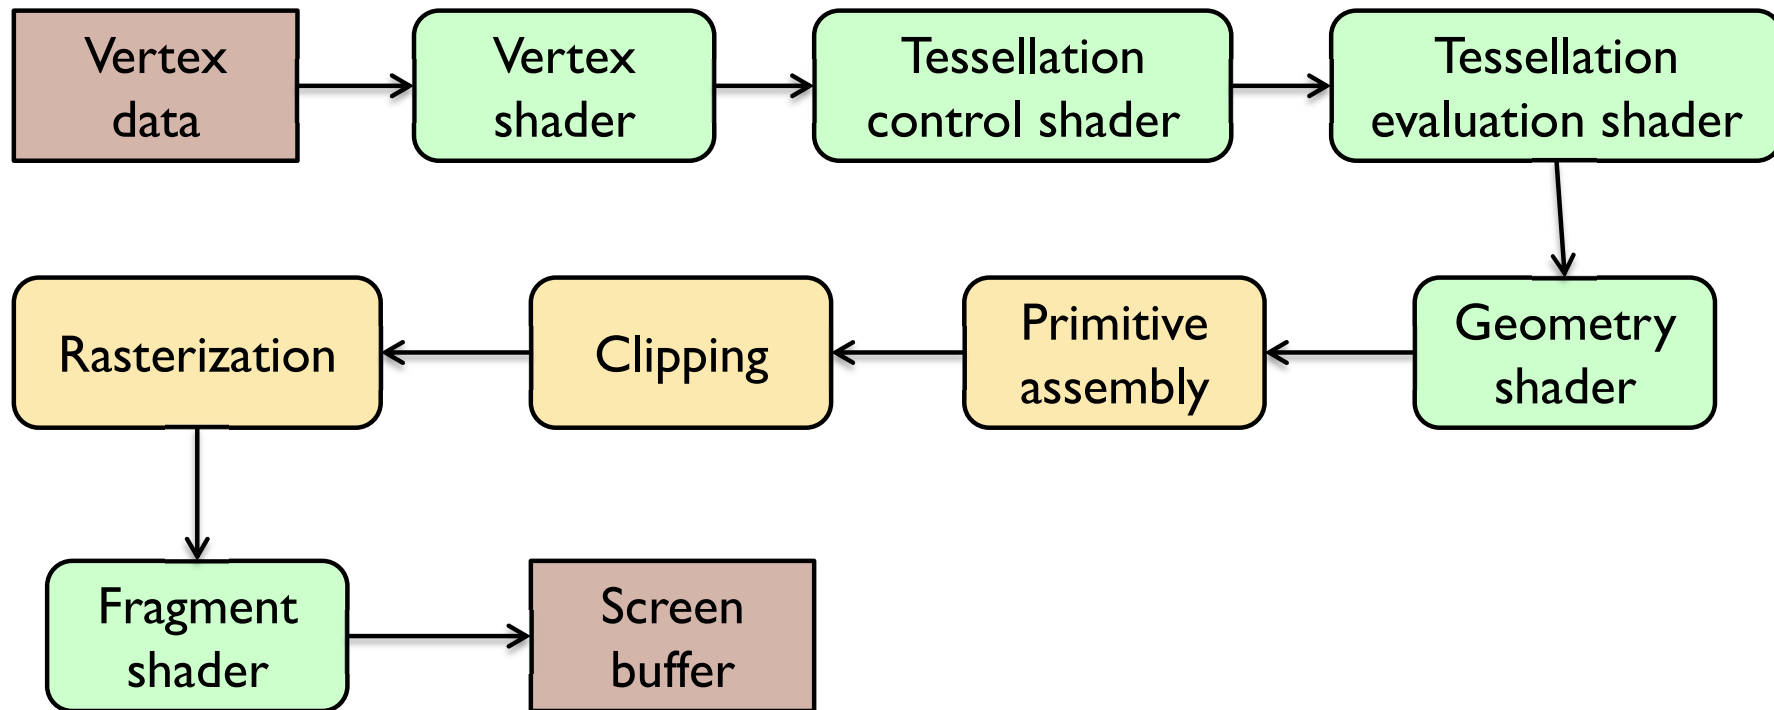 Vertex
data
Vertex
shader
Tessellation
control shader
Tessellation
evaluation shader
Geometry
shader
Primitive
assembly
Clipping
Rasterization
Fragment
shader
Screen
buffer